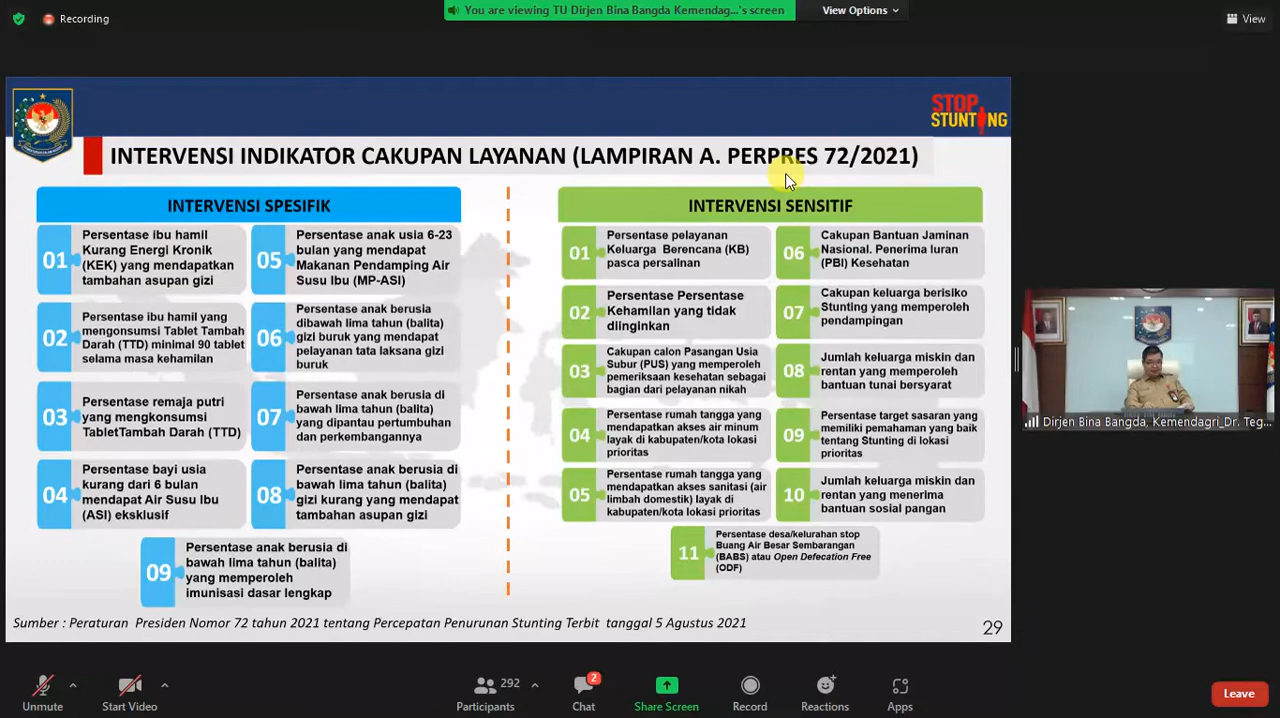 Recording
You are viewing TU Dirjen Bina Bangda Kemendag...'s screen
View Options
View
STOP
STUNTING
INTERVENSI INDIKATOR CAKUPAN LAYANAN (LAMPIRAN A. PERPRES 72/2021)
INTERVENSI SPESIFIK
01
Persentase ibu hamil
Kurang Energi Kronik
(KEK) yang mendapatkan
tambahan asupan gizi
02
Persentase ibu hamil yang
mengonsumsi Tablet Tambah
Darah (TTD) minimal 90 tablet
selama masa kehamilan
03
Persentase remaja putri
yang mengkonsumsi
TabletTambah Darah (TTD)
04
Persentase bayi usia
kurang dari 6 bulan
mendapat Air Susu Ibu
(ASI) eksklusif
05
Persentase anak usia 6-23
bulan yang mendapat
Makanan Pendamping Air
Susu Ibu (MP-ASI)
06
Persentase anak berusia
dibawah lima tahun (balita)
gizi buruk yang mendapat
pelayanan tata laksana gizi
buruk
07
Persentase anak berusia di
bawah lima tahun (balita)
yang dipantau pertumbuhan
dan perkembangannya
08
Persentase anak berusia di
bawah lima tahun (balita)
gizi kurang yang mendapat
tambahan asupan gizi
09
Persentase anak berusia di
bawah lima tahun (balita)
yang memperoleh
imunisasi dasar lengkap
INTERVENSI SENSITIF
01
Persentase pelayanan
Keluarga Berencana (KB)
pasca persalinan
02
Persentase Persentase
Kehamilan yang tidak
diinginkan
03
Cakupan calon Pasangan Usia
Subur (PUS) yang memperoleh
pemeriksaan kesehatan sebagai
bagian dari pelayanan nikah
04
Persentase rumah tangga yang
mendapatkan akses air minum
layak di kabupaten/kota lokasi
prioritas
05
Persentase rumah tangga yang
mendapatkan akses sanitasi (air
limbah domestik) layak di
kabupaten/kota lokasi prioritas
06
Cakupan Bantuan Jaminan
Nasional. Penerima Iuran
(PBI) Kesehatan
07
Cakupan keluarga berisiko
Stunting yang memperoleh
pendampingan
08
Jumlah keluarga miskin dan
rentan yang memperoleh
bantuan tunai bersyarat
09
Persentase target sasaran yang
memiliki pemahaman yang baik
tentang Stunting di lokasi
prioritas
10
Jumlah keluarga miskin dan
rentan yang menerima
bantuan sosial pangan
11
Persentase desa/kelurahan stop
Buang Air Besar Sembarangan
(BABS) atau Open Defecation Free
(ODF)
Sumber : Peraturan Presiden Nomor 72 tahun 2021 tentang Percepatan Penurunan Stunting Terbit tanggal 5 Agustus 2021
29
Dirjen Bina Bangda, Kemendagri_Dr. Teg...
Unmute
Start Video
292
Participants
2
Chat
Share Screen
Record
Reactions
Apps
Leave